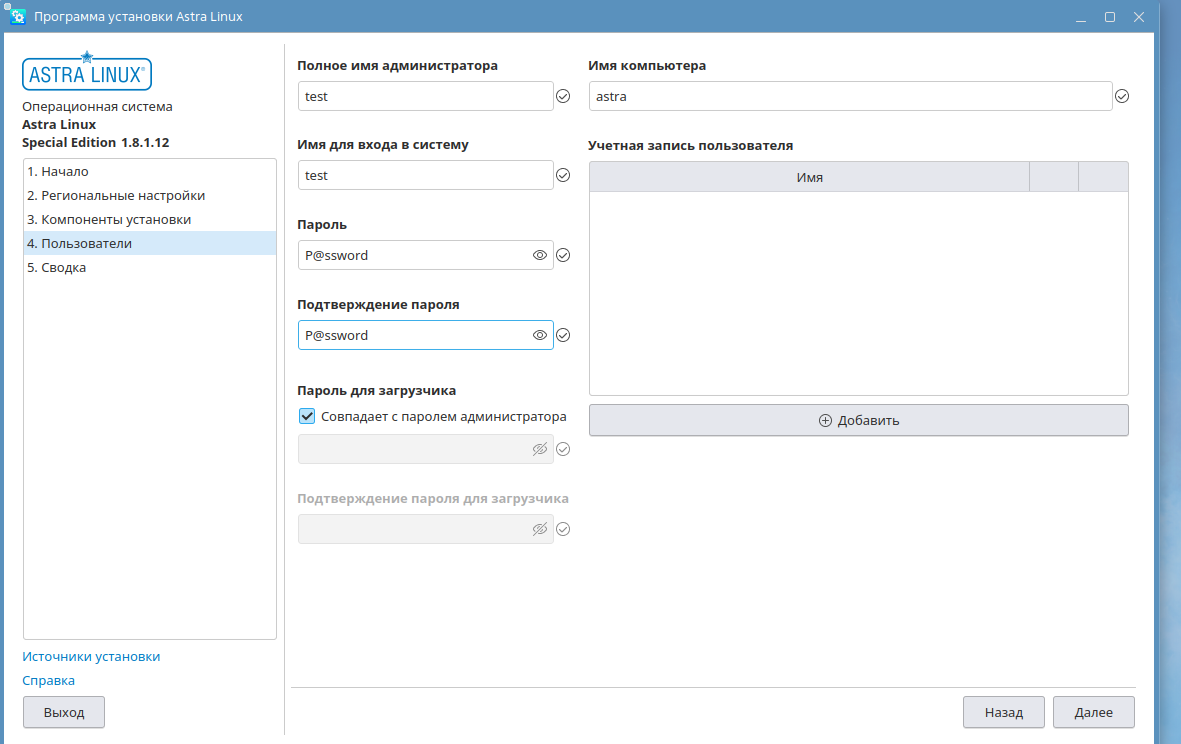 Программа установки Astra Linux
ASTRA LINUX®
Операционная система
Astra Linux
Special Edition 1.8.1.12
1. Начало
2. Региональные настройки
3. Компоненты установки
4. Пользователи
5. Сводка
Источники установки
Справка
Выход
Полное имя администратора
test
Имя для входа в систему
test
Пароль
P@ssword
Подтверждение пароля
P@ssword
Пароль для загрузчика
Совпадает с паролем администратора
Подтверждение пароля для загрузчика
Имя компьютера
astra
Учетная запись пользователя
Имя
Добавить
Назад
Далее